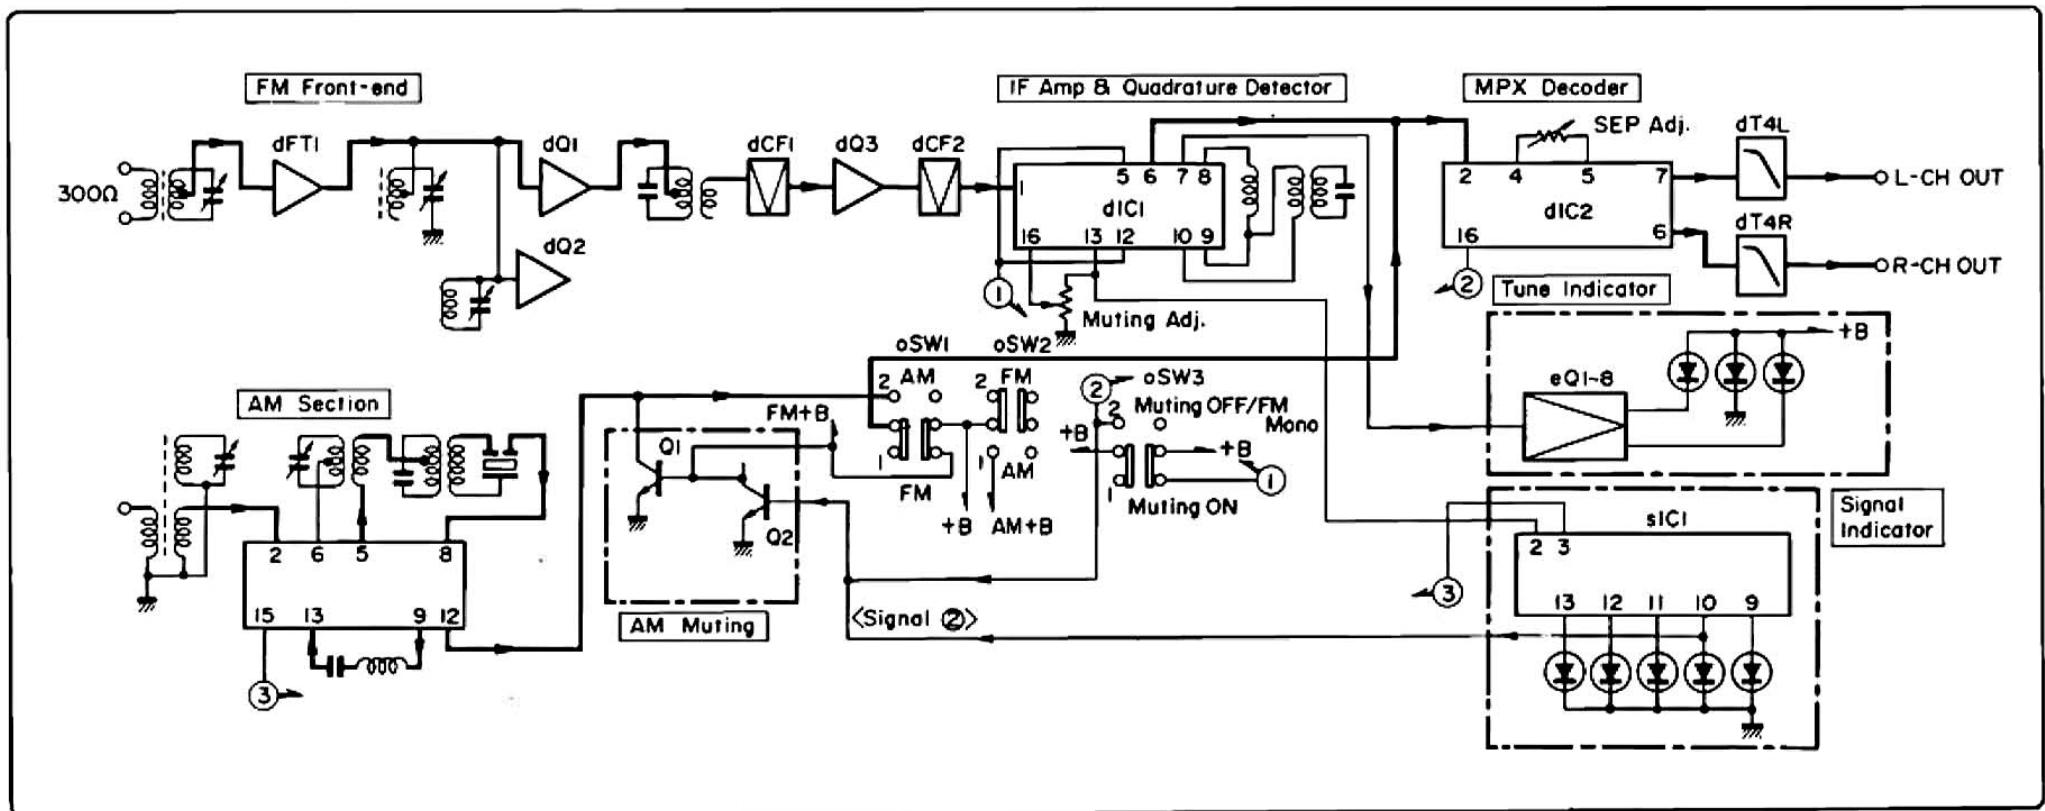 FM Front-end
IF Amp & Quadrature Detector
MPX Decoder
300Ω
dFT1
dQ1
dCF1
dQ3
dCF2
SEP Adj.
dT4L
1
5 6 7 8
dIC1
16 13 12 10 9
2 4 5 7
dIC2
16 6
L-CH OUT
dT4R
R-CH OUT
dQ2
1
Muting Adj.
2
Tune Indicator
+B
eQ1~8
oSW1 oSW2
2 AM 2 FM
2
oSW3
2
Muting OFF/FM
Mono
AM Section
FM+B
Q1
1
FM
1 AM
+B
+B
1
1
Muting ON
+B AM+B
Q2
Signal
Indicator
sIC1
2 3
3
2 6 5 8
15 13 9 12
AM Muting
<Signal ②>
13 12 11 10 9
3